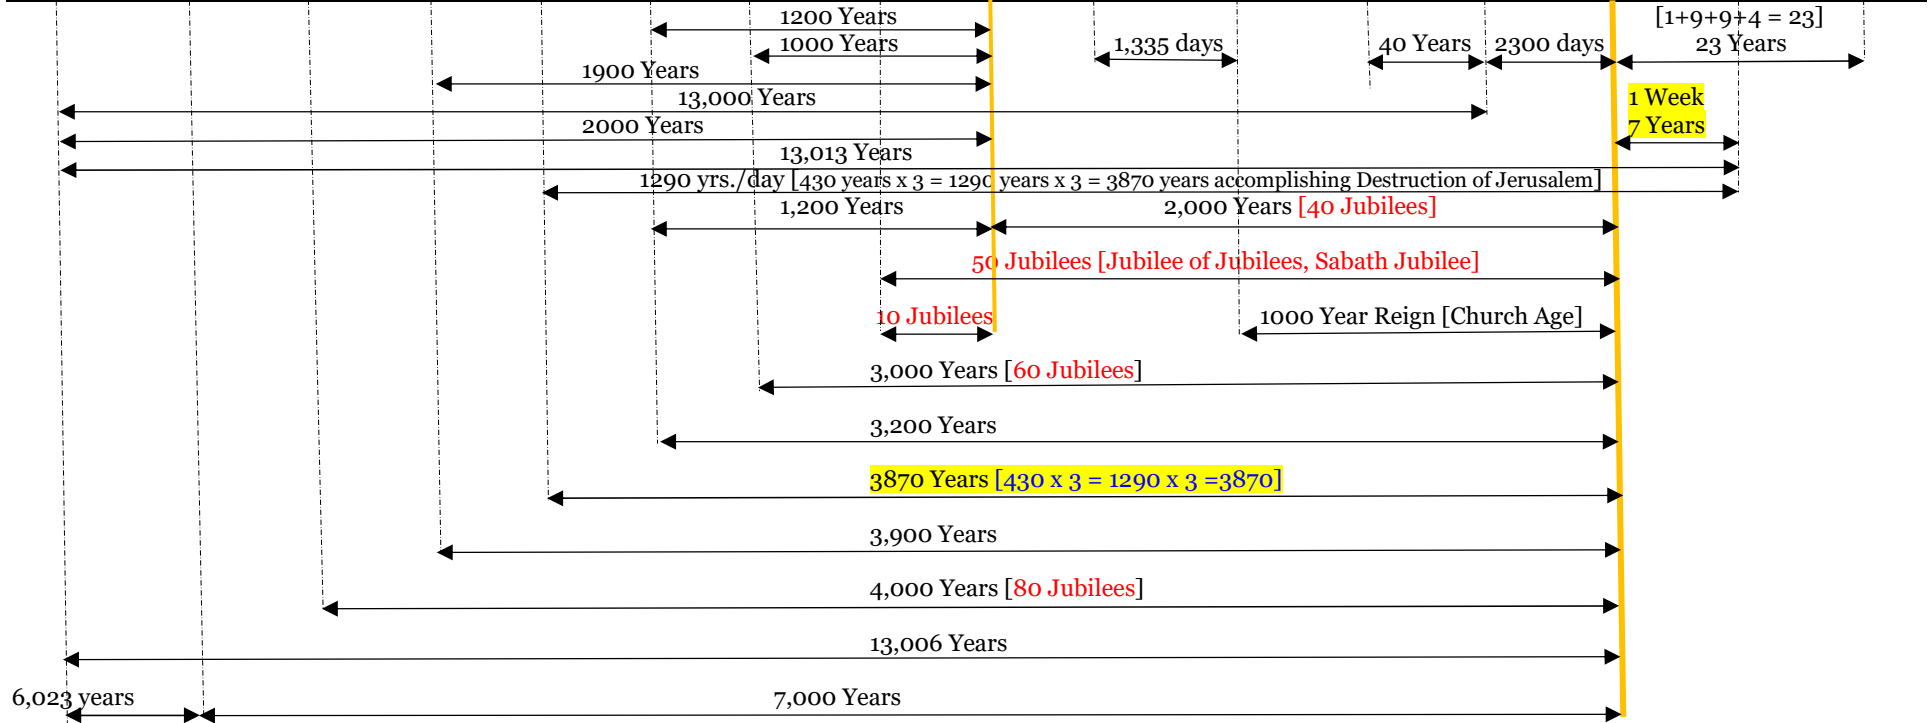 1200 Years
[1+9+9+4 = 23]
1000 Years
1,335 days
40 Years
2300 days
23 Years
1900 Years
13,000 Years
1 Week
7 Years
2000 Years
13,013 Years
1290 yrs./day [430 years x 3 = 1290 years x 3 = 3870 years accomplishing Destruction of Jerusalem]
1,200 Years
2,000 Years [40 Jubilees]
50 Jubilees [Jubilee of Jubilees, Sabath Jubilee]
10 Jubilees
1000 Year Reign [Church Age]
3,000 Years [60 Jubilees]
3,200 Years
3870 Years [430 x 3 = 1290 x 3 =3870]
3,900 Years
4,000 Years [80 Jubilees]
13,006 Years
6,023 years
7,000 Years